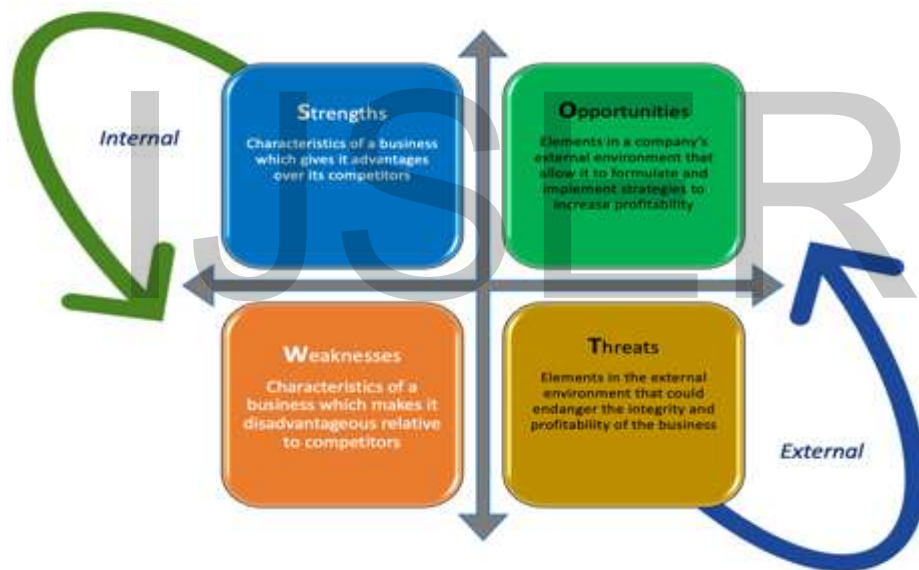 IJSER
Internal
Strengths
Characteristics of a business
which gives it advantages
over its competitors
Opportunities
Elements in a company's
external environment that
allow it to formulate and
implement strategies to
increase profitability
Weaknesses
Characteristics of a
business which makes it
disadvantageous relative
to competitors
Threats
Elements in the external
environment that could
endanger the integrity and
profitability of the business
External